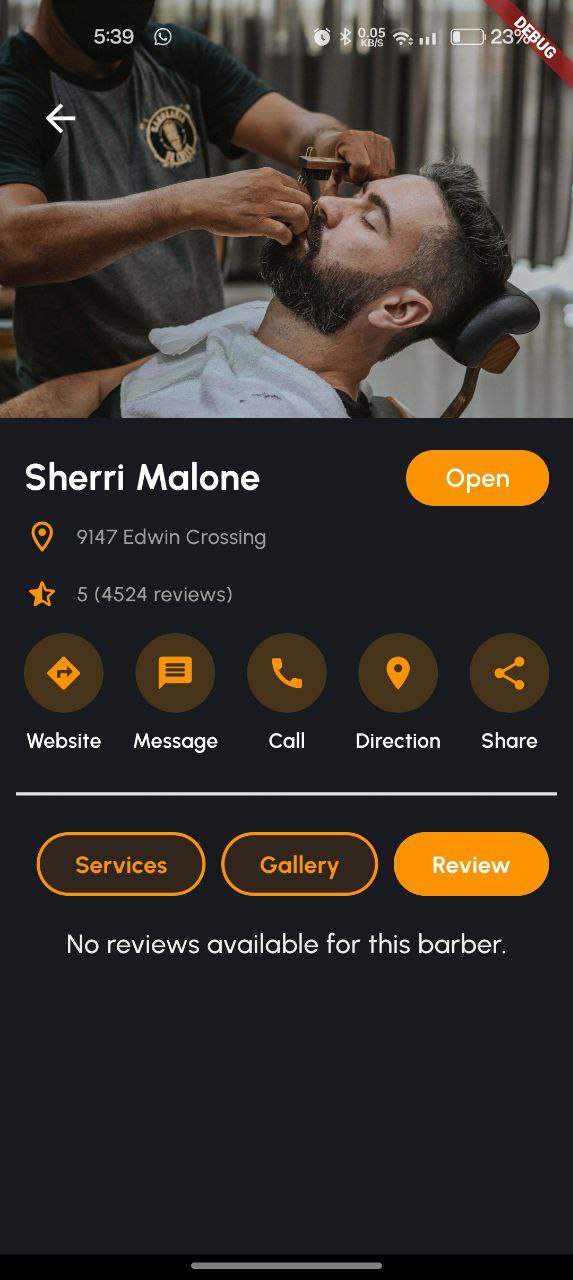 5:39
0.05
KB/S
23%
DEBUG
Sherri Malone
Open
9147 Edwin Crossing
5 (4524 reviews)
Website
Message
Call
Direction
Share
Services
Gallery
Review
No reviews available for this barber.